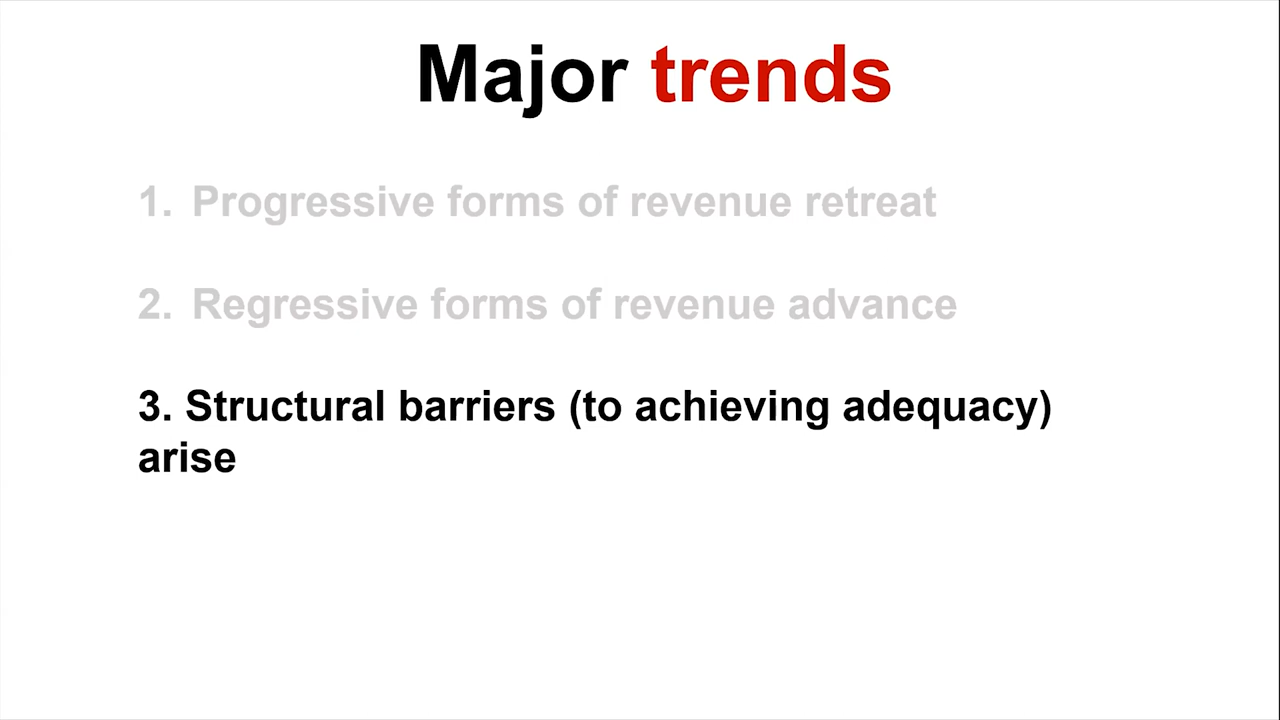 Major trends
1. Progressive forms of revenue retreat
2. Regressive forms of revenue advance
3. Structural barriers (to achieving adequacy)
arise